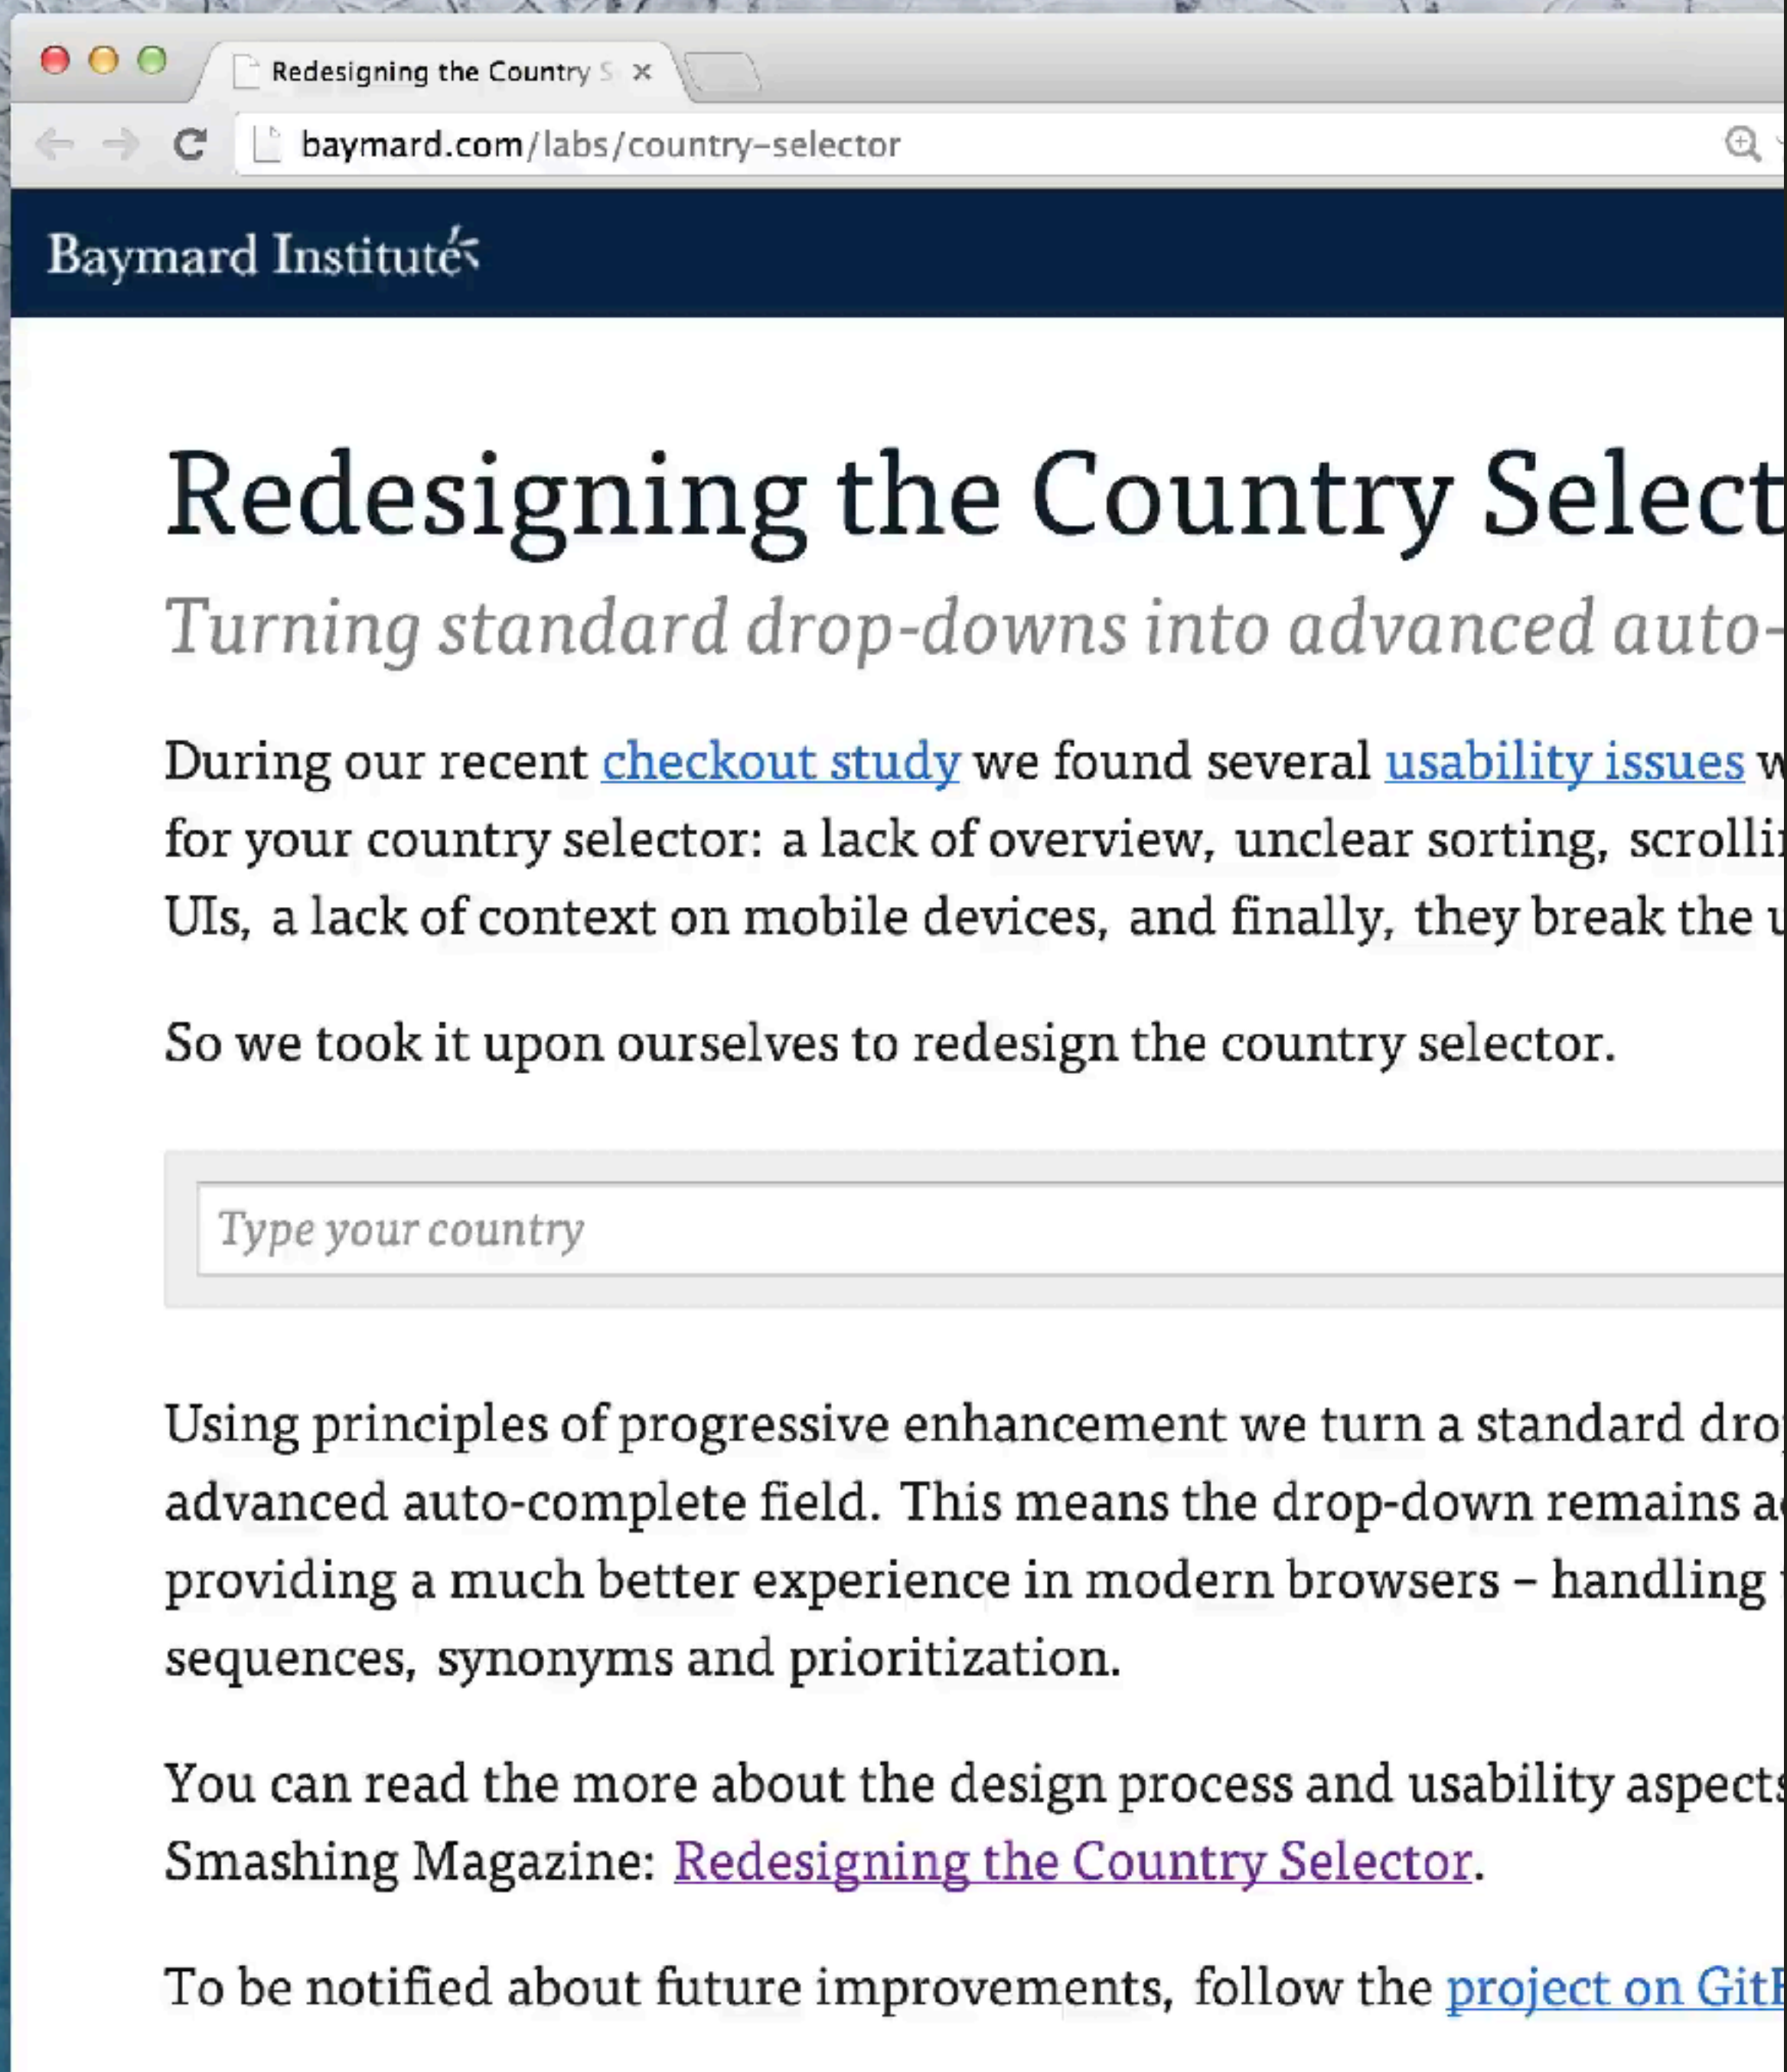 Redesigning the Country S
baymard.com/labs/country-selector
Baymard Institute
Redesigning the Country Select
Turning standard drop-downs into advanced auto-
During our recent checkout study we found several usability issues w
for your country selector: a lack of overview, unclear sorting, scrollin
UIs, a lack of context on mobile devices, and finally, they break the u
So we took it upon ourselves to redesign the country selector.
Type your country
Using principles of progressive enhancement we turn a standard dro
advanced auto-complete field. This means the drop-down remains a
providing a much better experience in modern browsers – handling
sequences, synonyms and prioritization.
You can read the more about the design process and usability aspects
Smashing Magazine: Redesigning the Country Selector.
To be notified about future improvements, follow the project on GitH